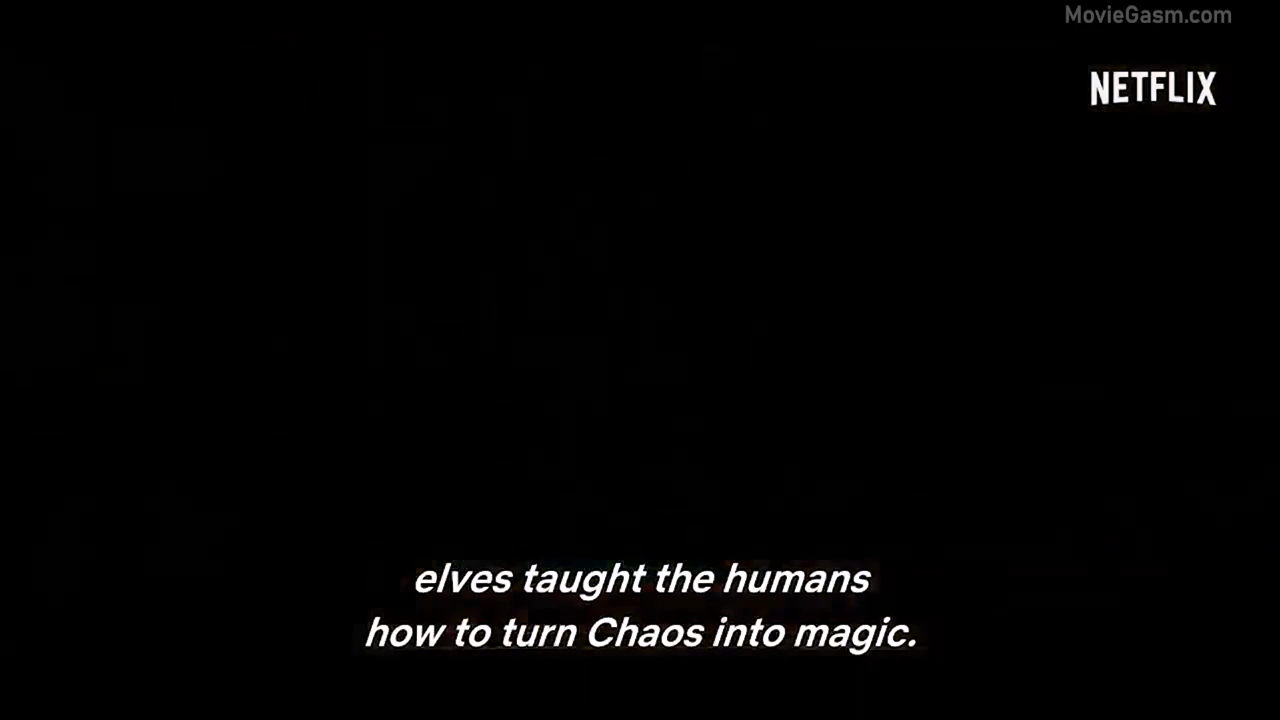 MovieGasm.com
NETFLIX
elves taught the humans
how to turn Chaos into magic.